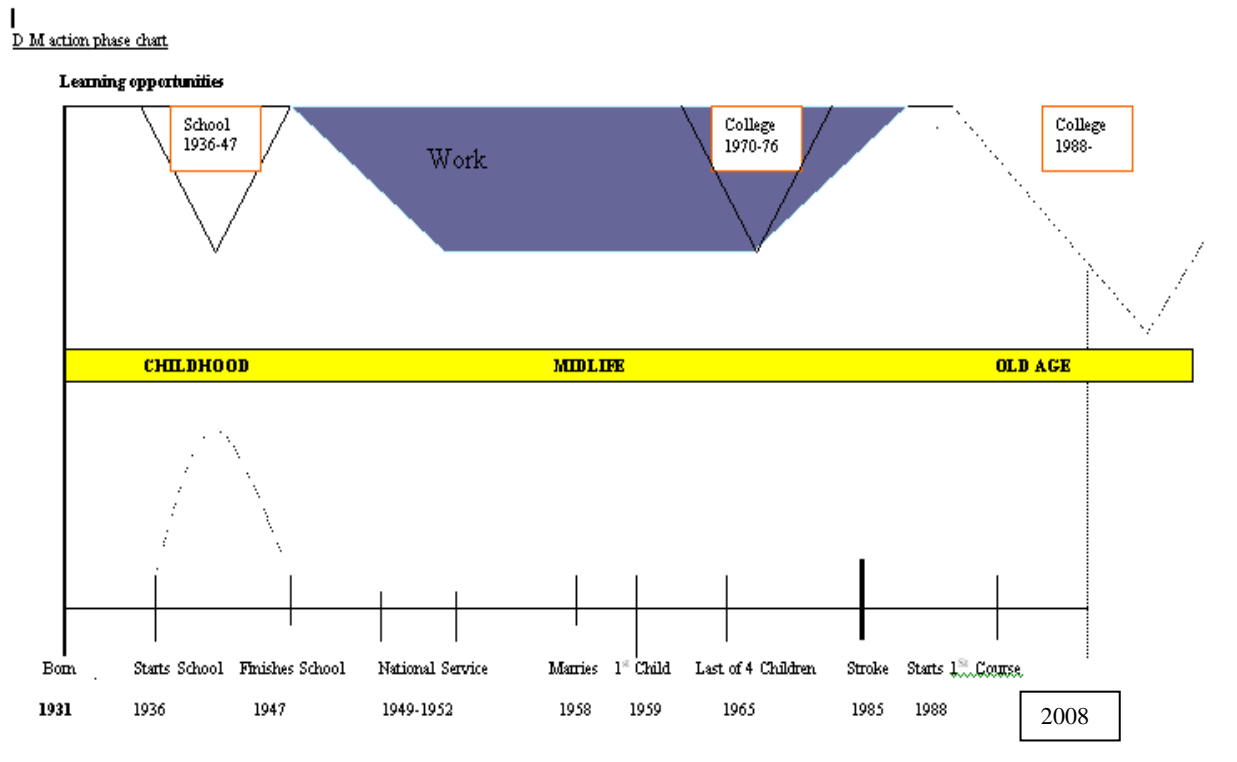 D M action phase chart
Learning opportunities
School
1936-47
Work
College
1970-76
College
1988-
CHILDHOOD MIDLIFE OLD AGE
Born Starts School Finishes School National Service Marries 1st Child Last of 4 Children Stroke Starts 1St Course
1931 1936 1947 1949-1952 1958 1959 1965 1985 1988
2008